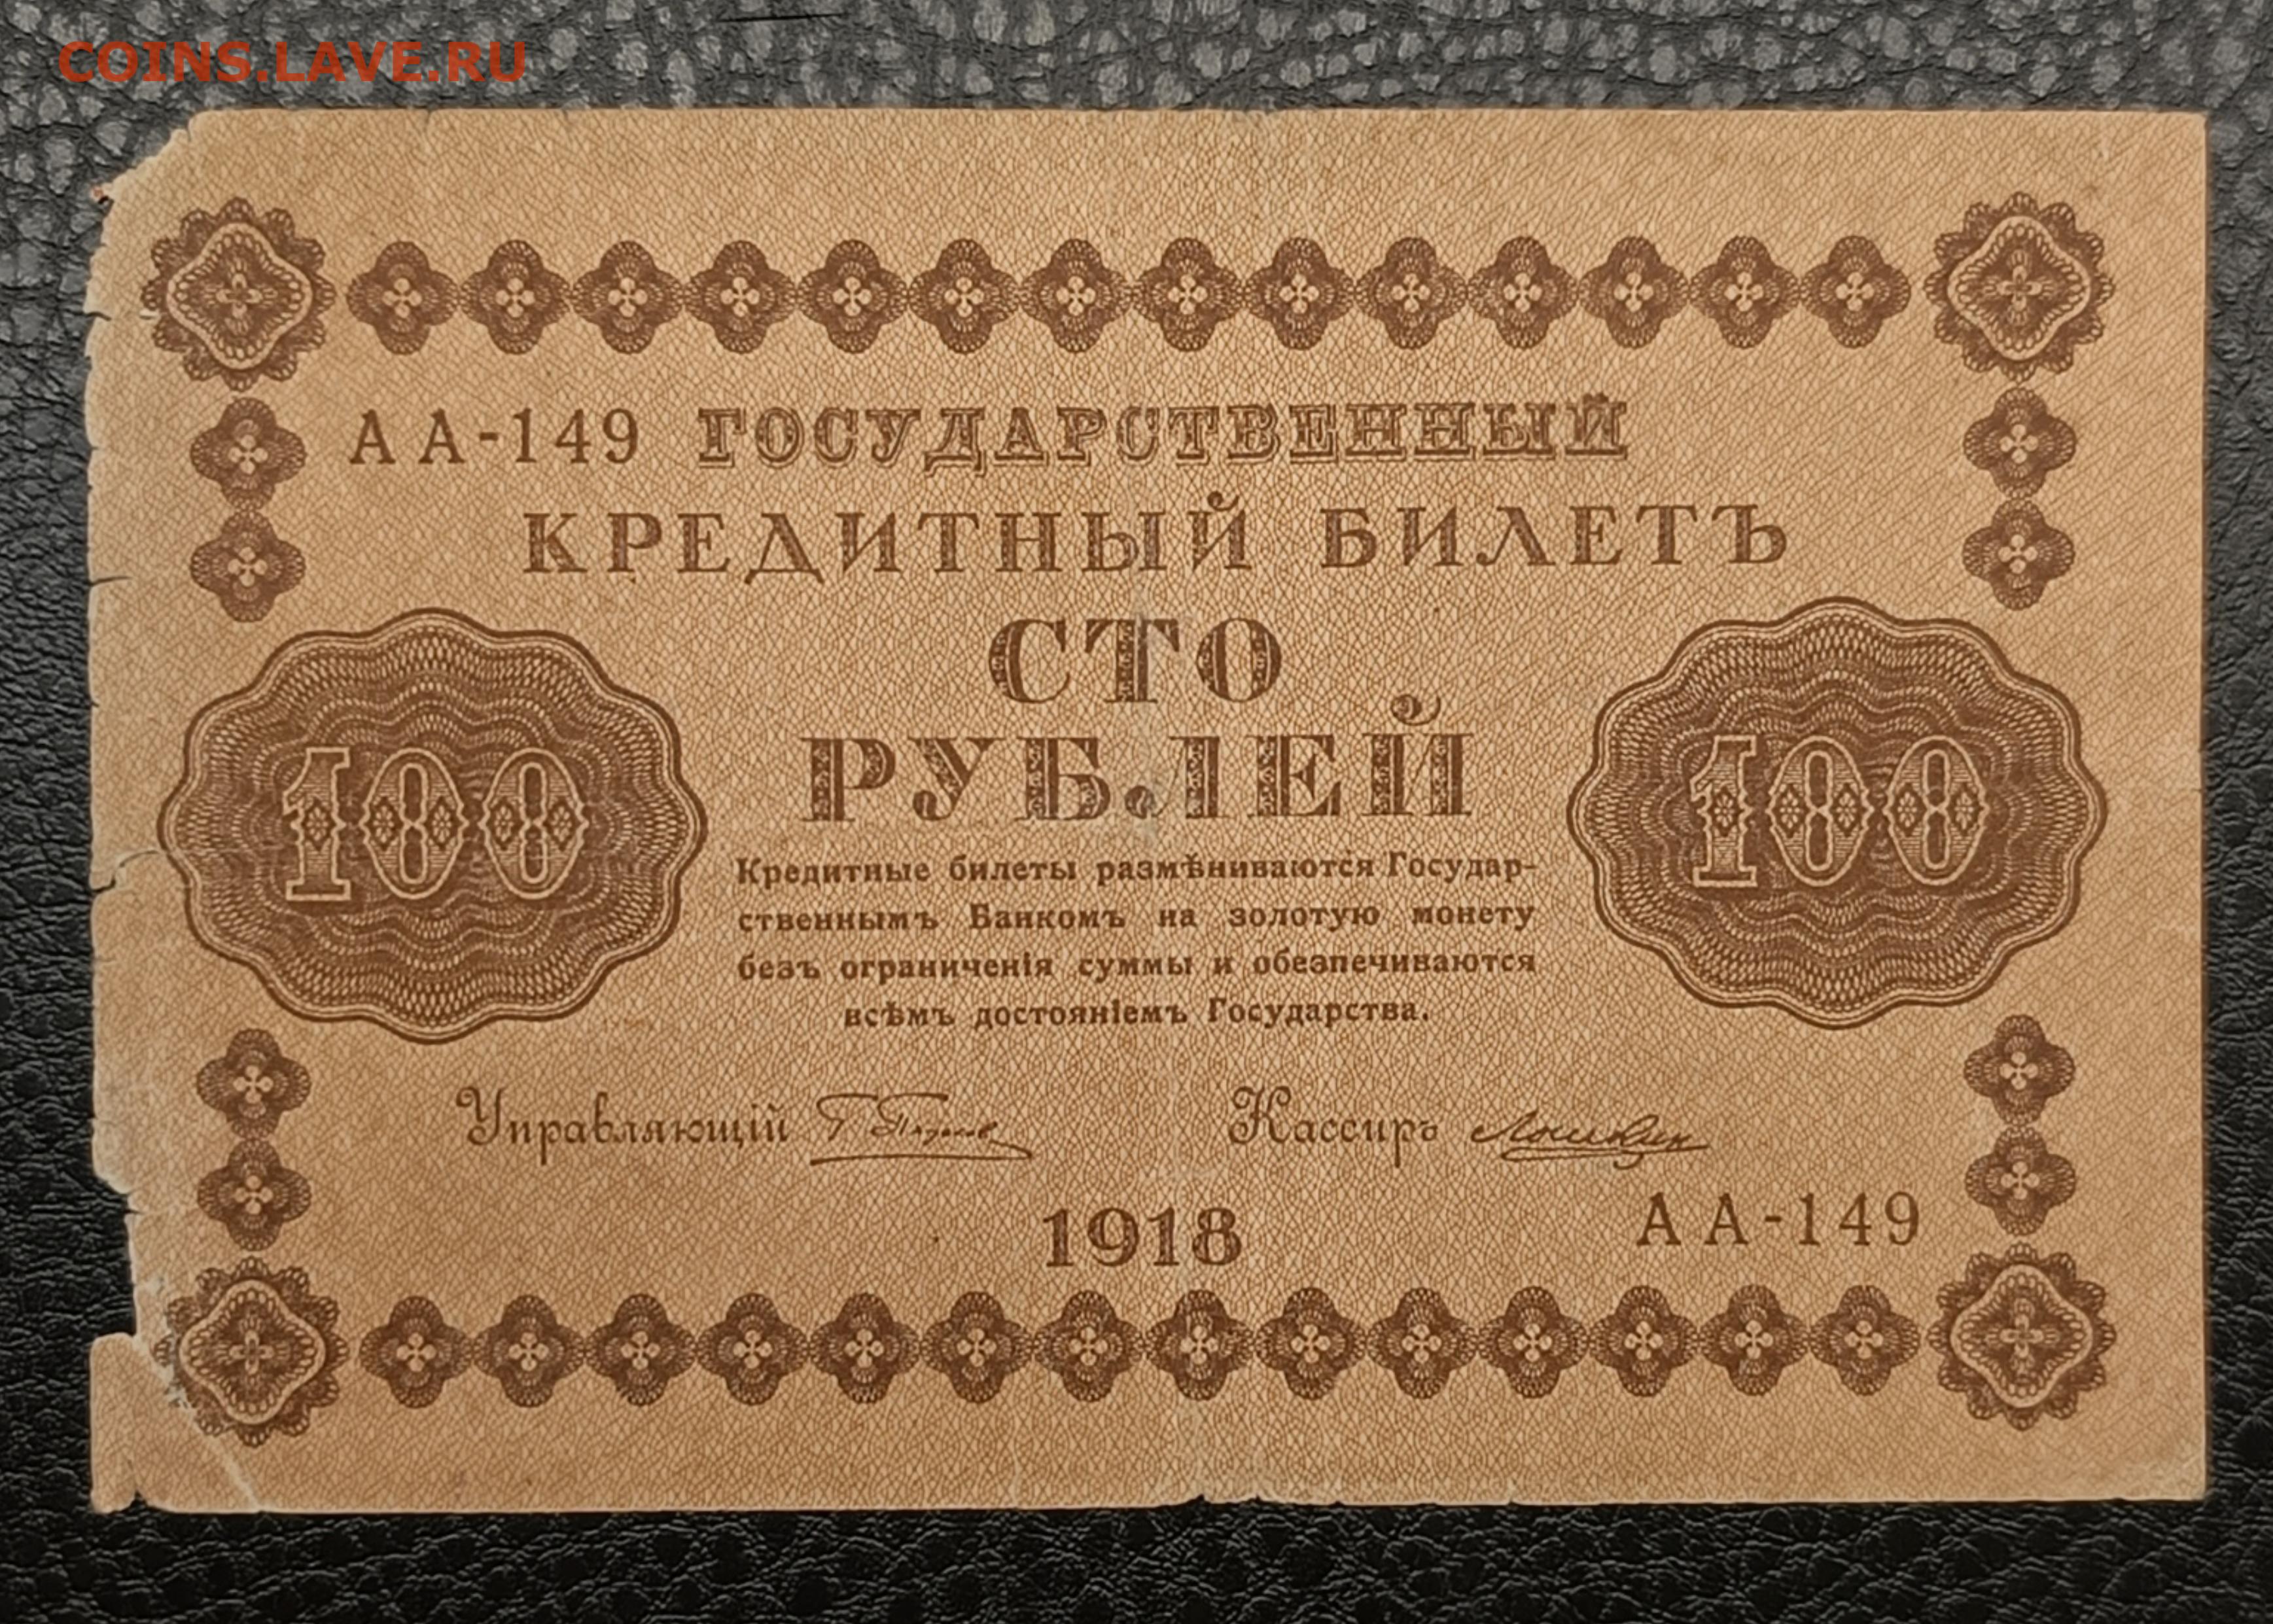 COINS.LAVE.RU
АА-149 ГОСУДАРСТВЕННЫЙ
КРЕДИТНЫЙ БИЛЕТЪ
СТО
РУБЛЕЙ
100
100
Кредитные билеты размѣниваются Государ-
ственнымъ Банкомъ на золотую монету
безъ ограниченія суммы и обезпечиваются
всѣмъ достояніемъ Государства.
Управляющій Кассиръ
1918
АА-149